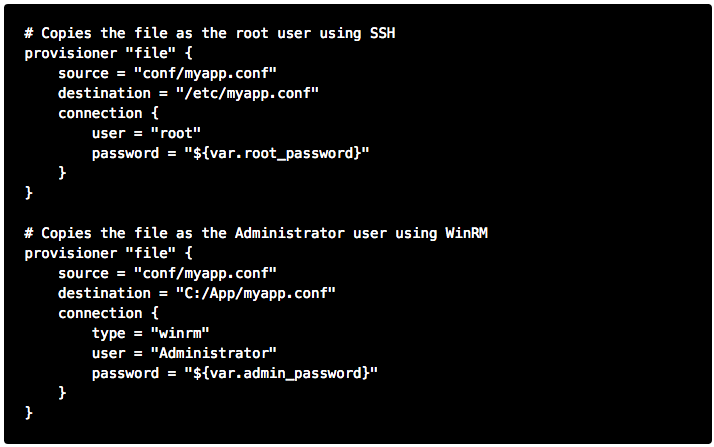 # Copies the file as the root user using SSH
provisioner "file" {
    source = "conf/myapp.conf"
    destination = "/etc/myapp.conf"
    connection {
        user = "root"
        password = "${var.root_password}"
    }
}

# Copies the file as the Administrator user using WinRM
provisioner "file" {
    source = "conf/myapp.conf"
    destination = "C:/App/myapp.conf"
    connection {
        type = "winrm"
        user = "Administrator"
        password = "${var.admin_password}"
    }
}